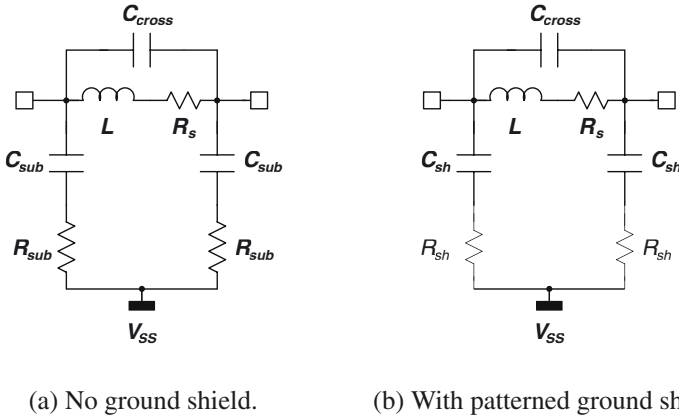 C_cross
L R_s
C_sub C_sub
R_sub R_sub
V_SS
(a) No ground shield.
C_cross
L R_s
C_sh C_sh
R_sh R_sh
V_SS
(b) With patterned ground sh